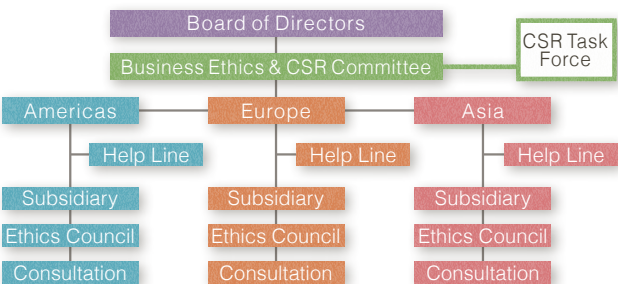 Board of Directors
CSR Task
Force
Business Ethics & CSR Committee
Americas
Europe
Asia
Help Line
Help Line
Help Line
Subsidiary
Subsidiary
Subsidiary
Ethics Council
Ethics Council
Ethics Council
Consultation
Consultation
Consultation